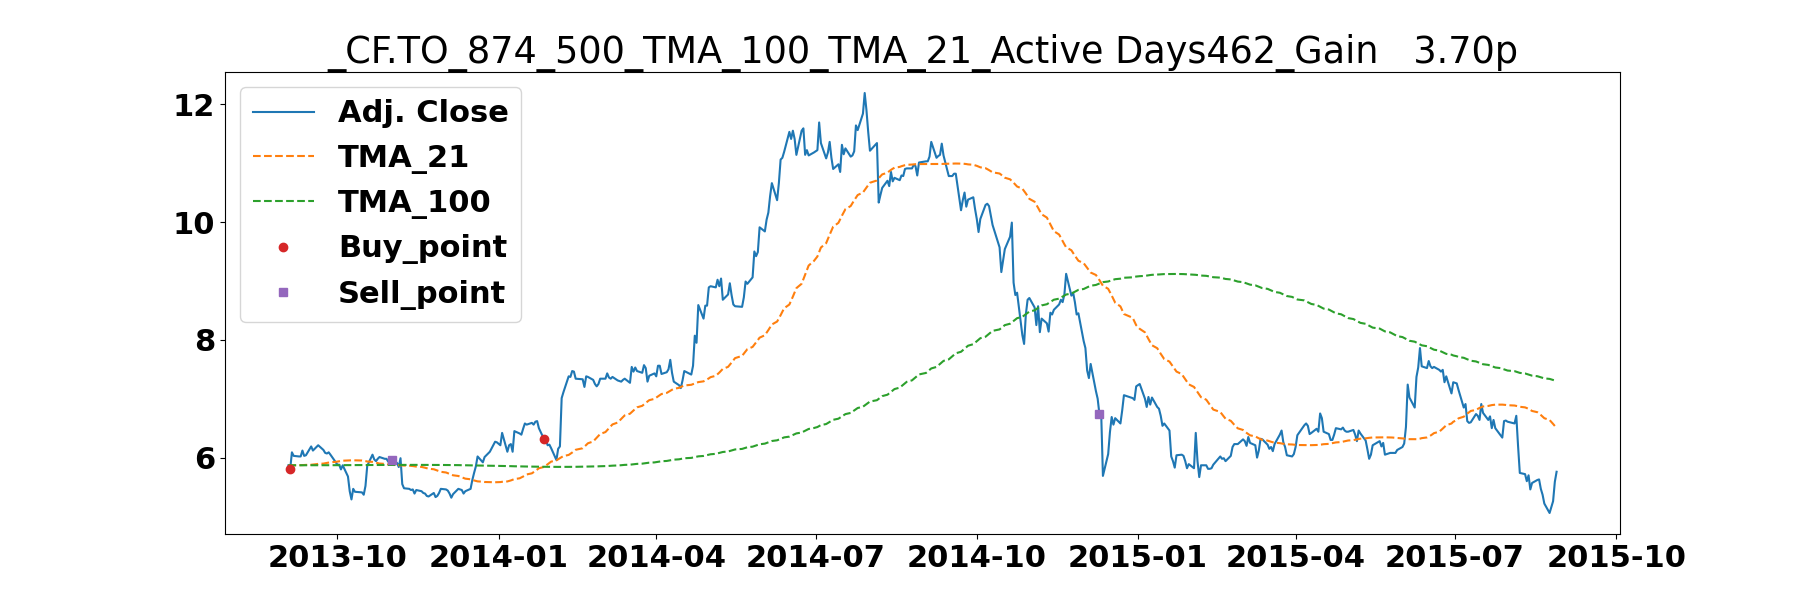 _CF.TO_874_500_TMA_100_TMA_21_Active Days462_Gain   3.70p
Adj. Close
TMA_21
TMA_100
Buy_point
Sell_point
12
10
8
6
2013-10 2014-01 2014-04 2014-07 2014-10 2015-01 2015-04 2015-07 2015-10